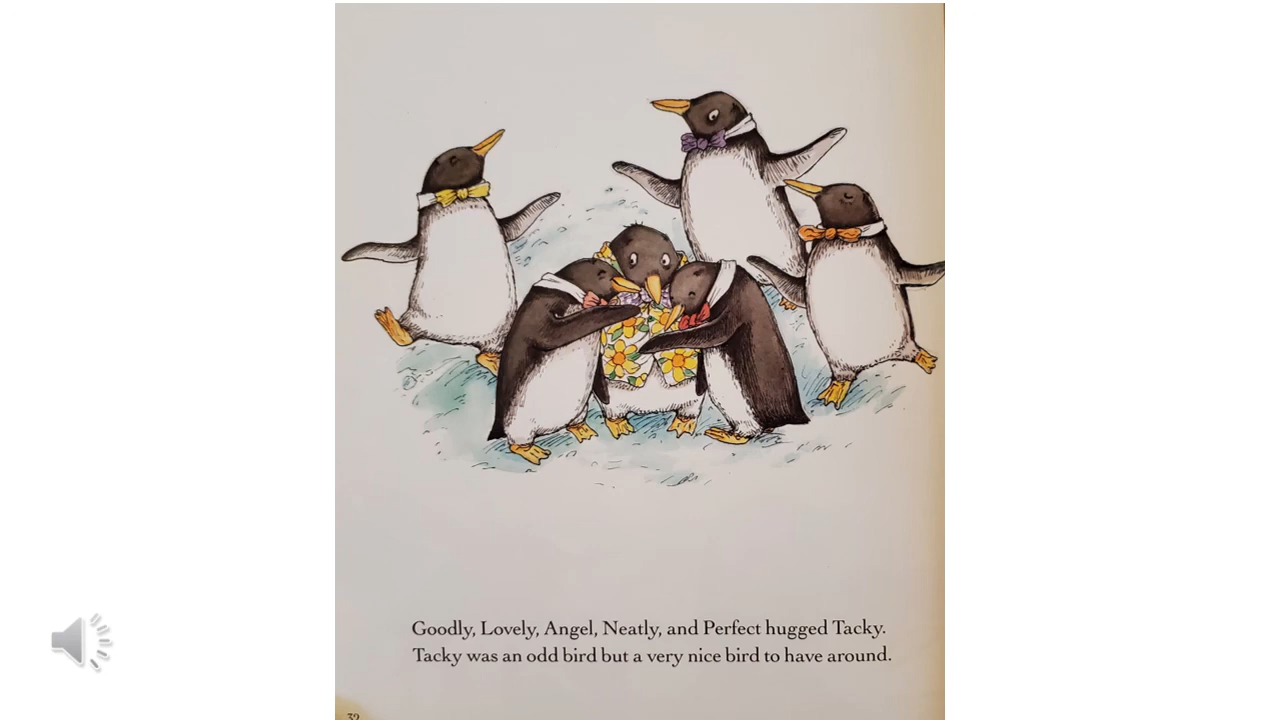 Goodly, Lovely, Angel, Neatly, and Perfect hugged Tacky.
Tacky was an odd bird but a very nice bird to have around.
32